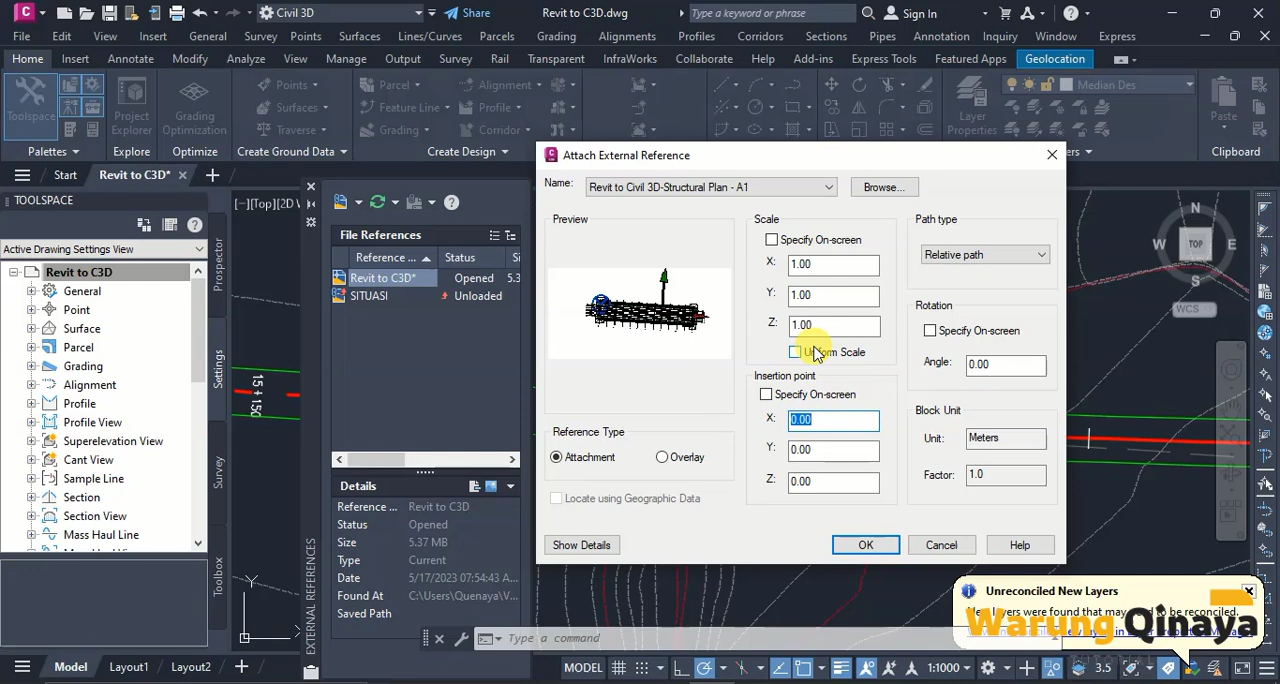 Civil 3D
Share
Revit to C3D.dwg
Type a keyword or phrase
Sign In
File Edit View Insert General Survey Points Surfaces Lines/Curves Parcels Grading Alignments Profiles Corridors Sections Pipes Annotation Inquiry Window Express
Home Insert Annotate Modify Analyze View Manage Output Survey Rail Transparent InfraWorks Collaborate Help Add-ins Express Tools Featured Apps Geolocation
Toolspace
Project Explorer
Grading Optimization
Points
Surfaces
Traverse
Parcel
Feature Line
Grading
Alignment
Profile
Corridor
Layer Properties
Median Des
Paste
Palettes
Explore
Optimize
Create Ground Data
Create Design
Clipboard
Start
Revit to C3D*
TOOLSPACE
Active Drawing Settings View
Revit to C3D
General
Point
Surface
Parcel
Grading
Alignment
Profile
Profile View
Superelevation View
Cant View
Sample Line
Section
Section View
Mass Haul Line
Prospector
Settings
Survey
Toolbox
[−][Top][2D
15+150
EXTERNAL REFERENCES
File References
Reference ... Status
Revit to C3D* Opened 5.3
SITUASI Unloaded
Details
Reference ... Revit to C3D
Status Opened
Size 5.37 MB
Type Current
Date 5/17/2023 07:54:43 A...
Found At C:\Users\Quenaya\V...
Saved Path
Attach External Reference
Name: Revit to Civil 3D-Structural Plan - A1 Browse...
Preview
Reference Type
Attachment Overlay
Locate using Geographic Data
Show Details
Scale
Specify On-screen
X: 1.00
Y: 1.00
Z: 1.00
Uniform Scale
Insertion point
Specify On-screen
X: 0.00
Y: 0.00
Z: 0.00
Path type
Relative path
Rotation
Specify On-screen
Angle: 0.00
Block Unit
Unit: Meters
Factor: 1.0
OK Cancel Help
N
W TOP E
S
WCS
Unreconciled New Layers
Warung Qinaya
Type a command
Model Layout1 Layout2
MODEL 1:1000 3.5